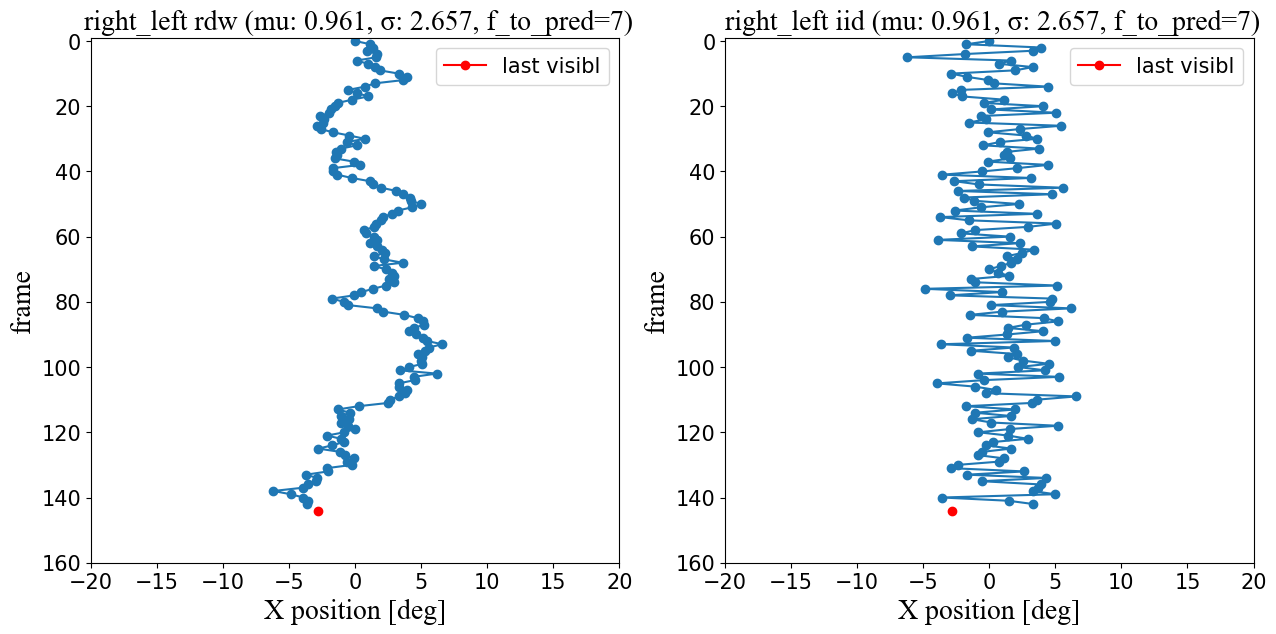 right_left rdw (mu: 0.961, σ: 2.657, f_to_pred=7)
last visibl
0
20
40
60
80
100
120
140
160
frame
−20 −15 −10 −5 0 5 10 15 20
X position [deg]
right_left iid (mu: 0.961, σ: 2.657, f_to_pred=7)
last visibl
0
20
40
60
80
100
120
140
160
frame
−20 −15 −10 −5 0 5 10 15 20
X position [deg]